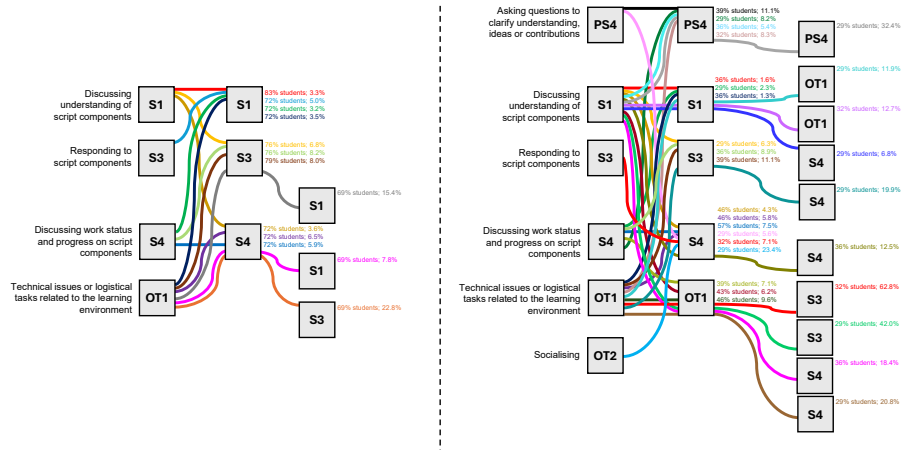 Discussing
understanding of
script components
S1
S1
83% students; 3.3%
72% students; 5.0%
72% students; 3.2%
72% students; 3.5%
Responding to
script components
S3
S3
76% students; 6.8%
76% students; 8.2%
79% students; 8.0%
S1
69% students; 15.4%
Discussing work status
and progress on script
components
S4
S4
72% students; 3.6%
72% students; 6.5%
72% students; 5.9%
S1
69% students; 7.8%
Technical issues or logistical
tasks related to the learning
environment
OT1
S3
69% students; 22.6%
Asking questions to
clarify understanding,
ideas or contributions
PS4
PS4
39% students; 11.1%
29% students; 8.2%
36% students; 5.4%
32% students; 8.3%
PS4
29% students; 32.4%
OT1
29% students; 11.9%
Discussing
understanding of
script components
S1
S1
36% students; 1.6%
29% students; 2.3%
36% students; 1.3%
OT1
32% students; 12.7%
S4
29% students; 6.8%
Responding to
script components
S3
S3
29% students; 6.3%
36% students; 8.9%
39% students; 11.1%
S4
29% students; 19.9%
Discussing work status
and progress on script
components
S4
S4
46% students; 4.3%
46% students; 5.8%
57% students; 7.5%
29% students; 5.6%
32% students; 7.1%
29% students; 23.4%
S4
36% students; 12.5%
Technical issues or logistical
tasks related to the learning
environment
OT1
OT1
39% students; 7.1%
43% students; 6.2%
46% students; 9.6%
S3
32% students; 62.8%
S3
29% students; 42.0%
Socialising
OT2
S4
36% students; 18.4%
S4
29% students; 20.8%